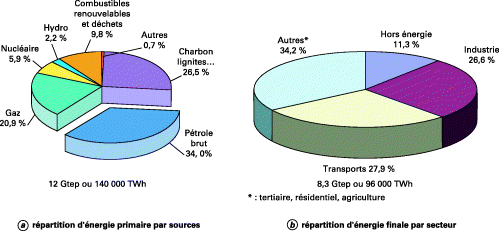 Combustibles
renouvelables
et déchets
9,8 %
Autres
0,7 %
Hydro
2,2 %
Nucléaire
5,9 %
Charbon
lignites...
26,5 %
Gaz
20,9 %
Pétrole
brut
34, 0%
12 Gtep ou 140 000 TWh
a répartition d'énergie primaire par sources
Hors énergie
11,3 %
Autres*
34,2 %
Industrie
26,6 %
Transports 27,9 %
8,3 Gtep ou 96 000 TWh
* : tertiaire, résidentiel, agriculture
b répartition d'énergie finale par secteur